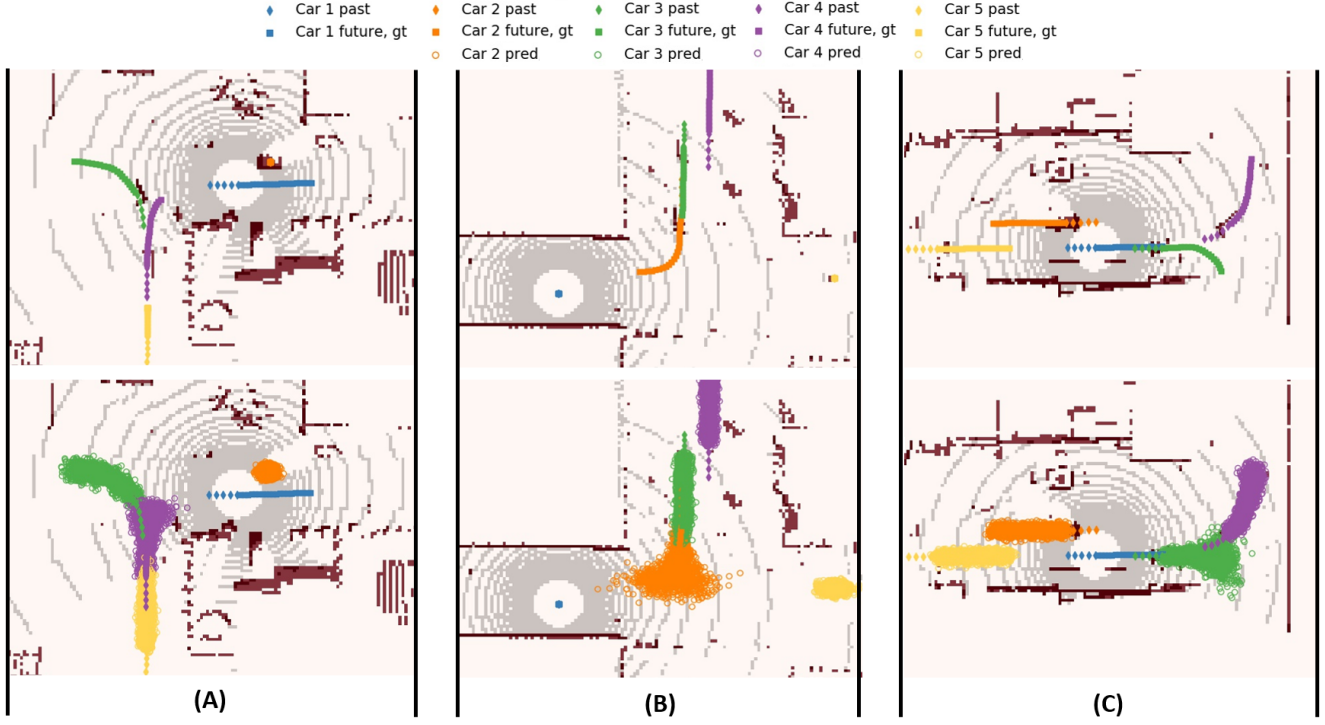 Car 1 past Car 2 past Car 3 past Car 4 past Car 5 past
Car 1 future, gt Car 2 future, gt Car 3 future, gt Car 4 future, gt Car 5 future, gt
Car 2 pred Car 3 pred Car 4 pred Car 5 pred
(A) (B) (C)